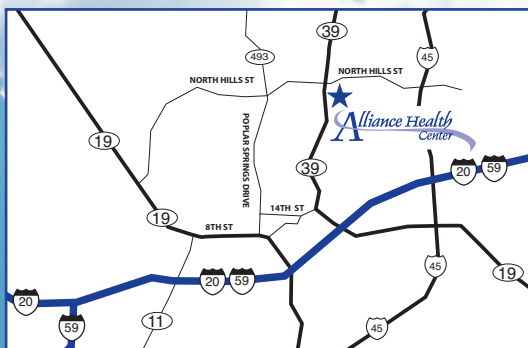 39
493
45
NORTH HILLS ST
NORTH HILLS ST
Alliance Health
Center
POPLAR SPRINGS DRIVE
19
39
20
59
19
14TH ST
8TH ST
45
19
20
59
20
11
59
45